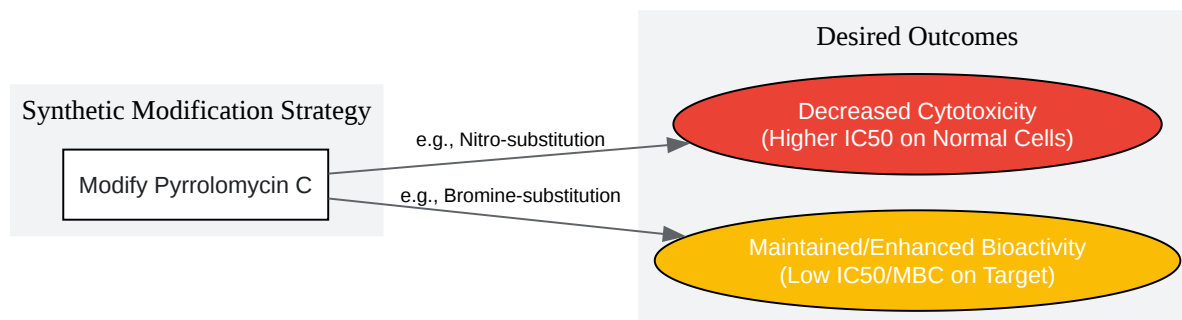 Synthetic Modification Strategy
Modify Pyrrolomycin C
e.g., Nitro-substitution
e.g., Bromine-substitution
Desired Outcomes
Decreased Cytotoxicity
(Higher IC50 on Normal Cells)
Maintained/Enhanced Bioactivity
(Low IC50/MBC on Target)